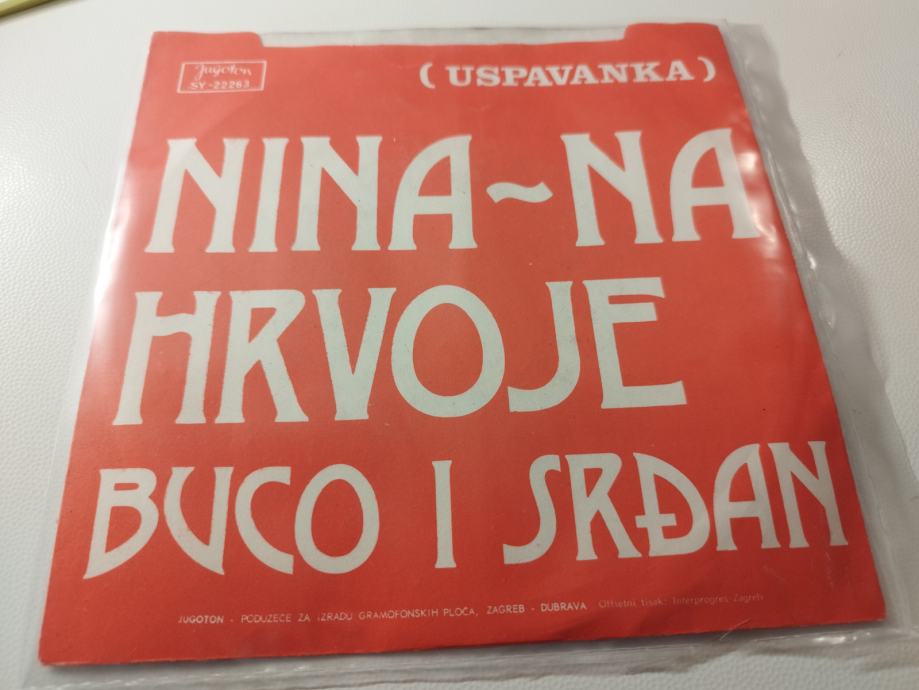 Jugoton
SY-22263
( USPAVANKA )
NINA~NA
HRVOJE
BUCO I SRĐAN
JUGOTON - PODUZEĆE ZA IZRADU GRAMOFONSKIH PLOČA, ZAGREB - DUBRAVA Offsetni tisak: Interprogres-Zagreb